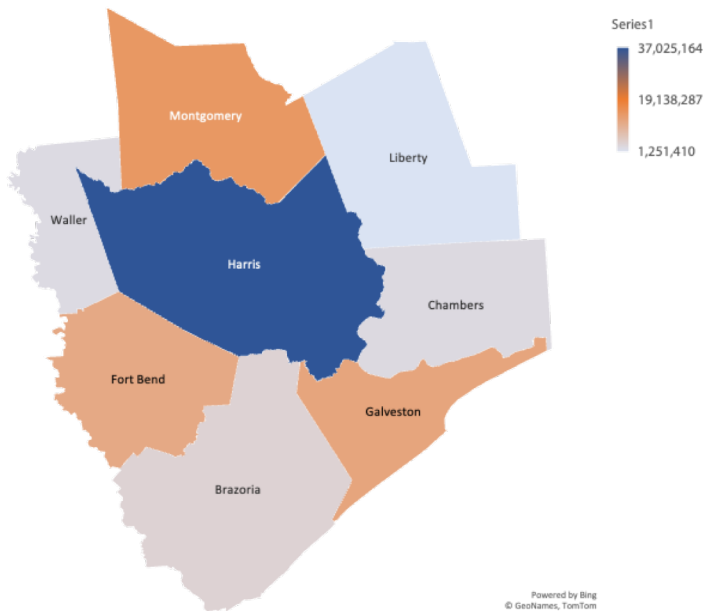 Series1
37,025,164
19,138,287
1,251,410
Montgomery
Liberty
Waller
Harris
Chambers
Fort Bend
Galveston
Brazoria
Powered by Bing
© GeoNames, TomTom